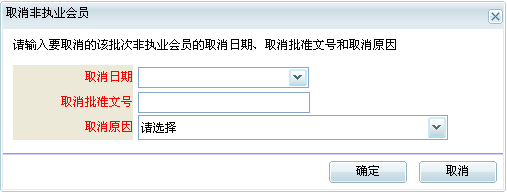 取消非执业会员
请输入要取消的该批次非执业会员的取消日期、取消批准文号和取消原因
取消日期
取消批准文号
取消原因 请选择
确定 取消